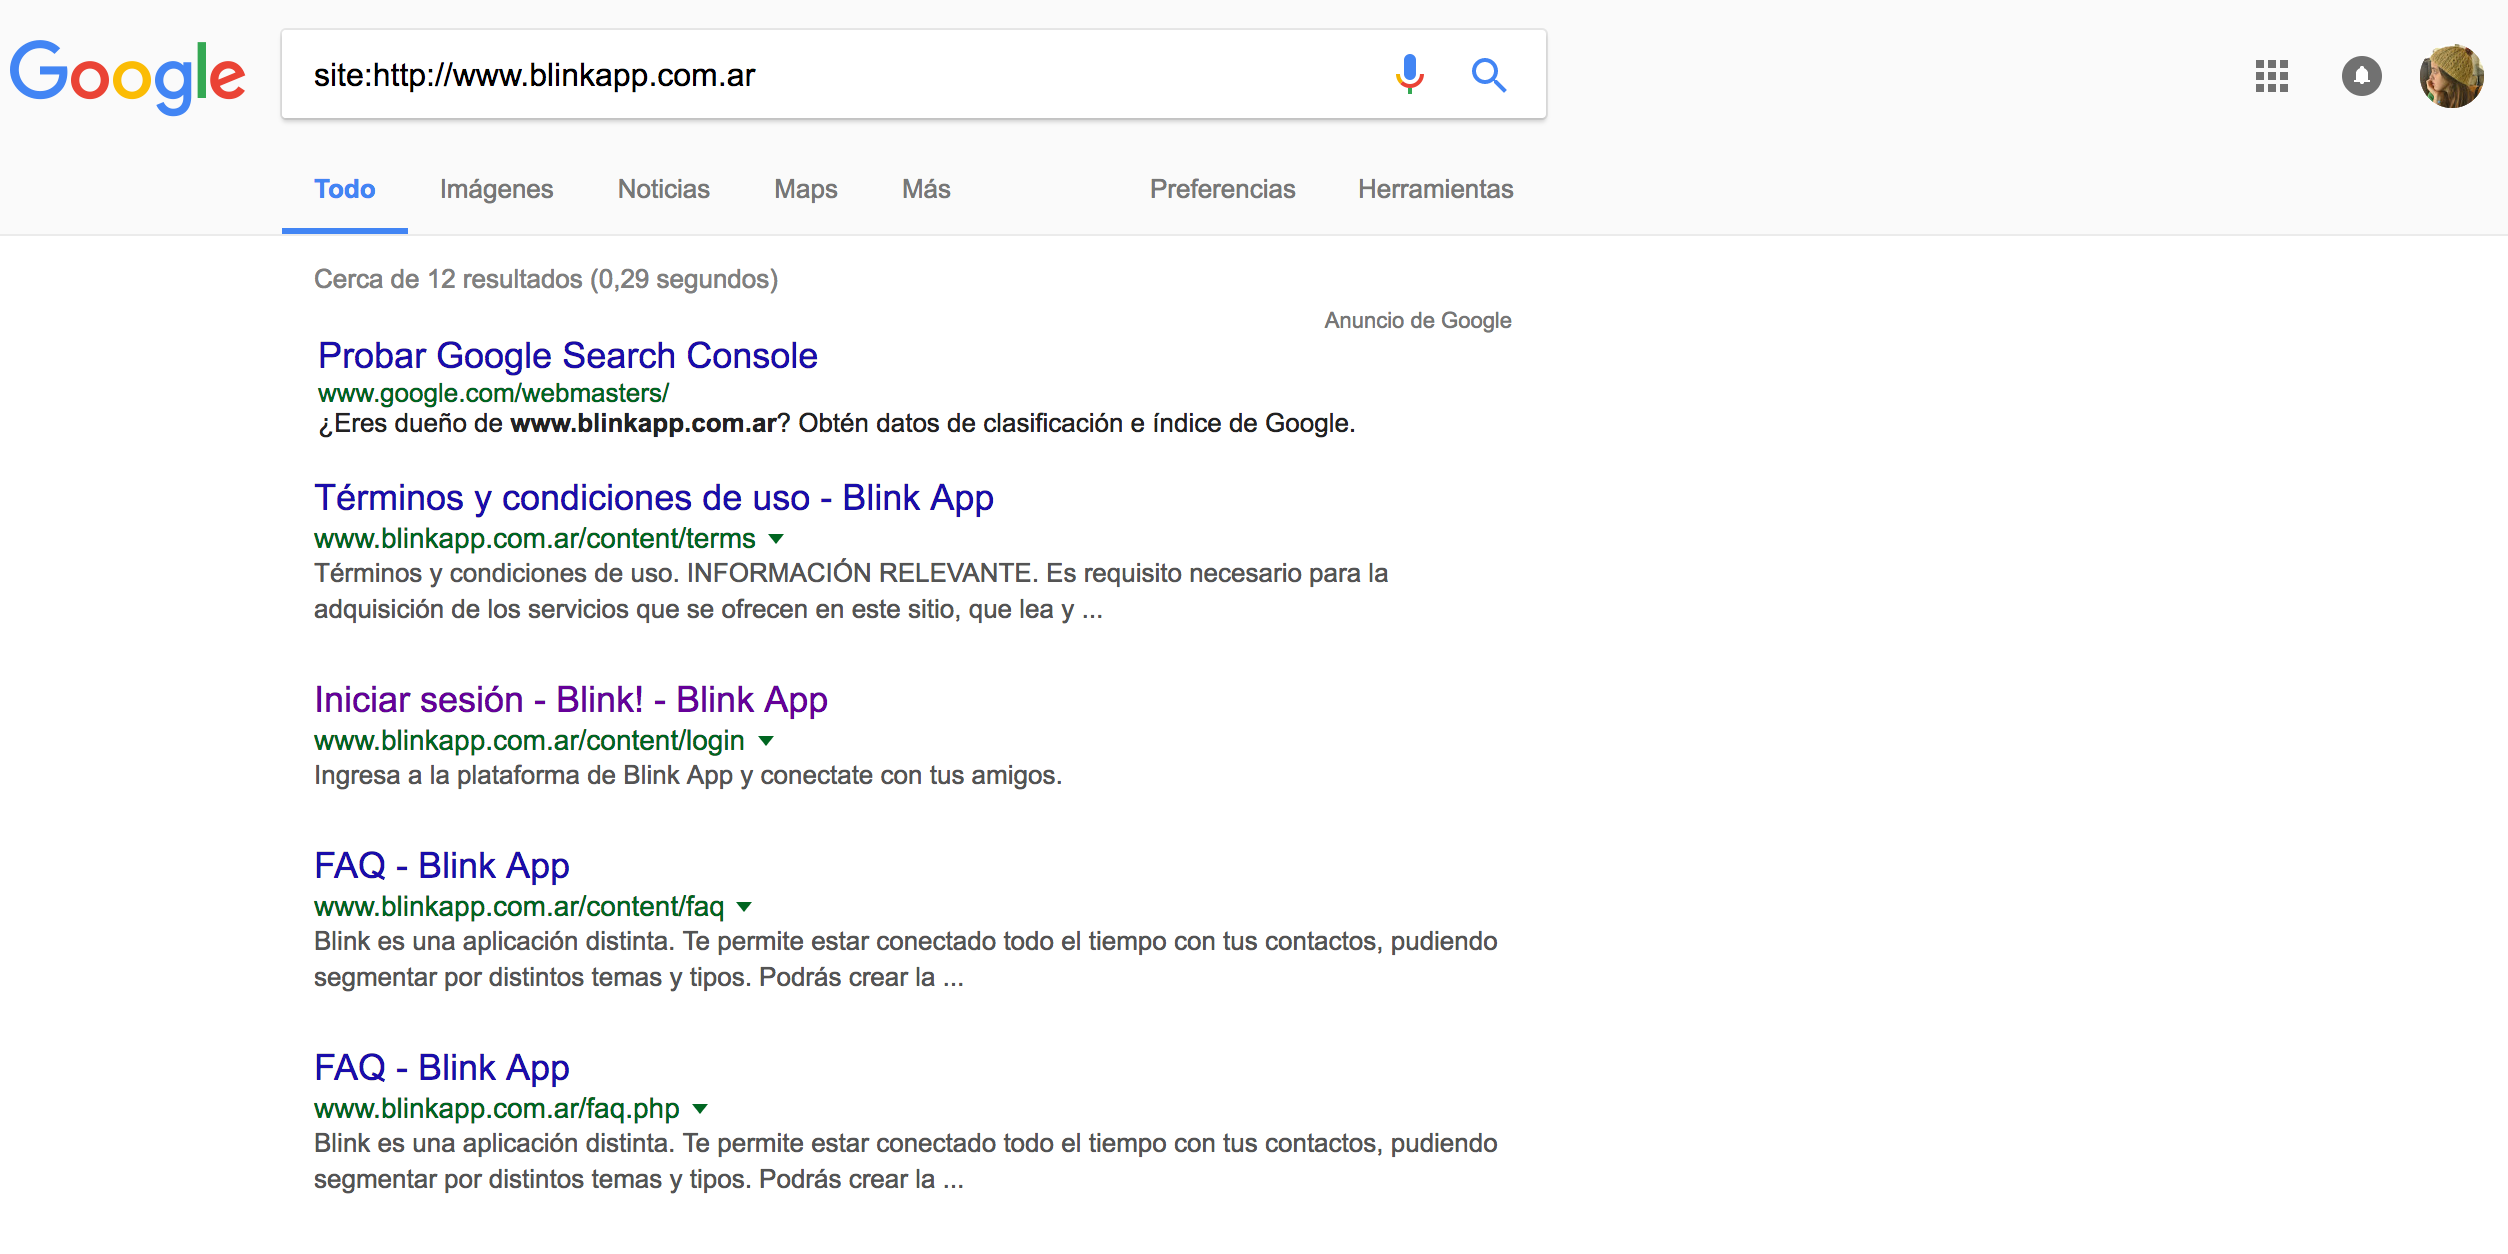 Google
site:http://www.blinkapp.com.ar
Todo Imágenes Noticias Maps Más Preferencias Herramientas
Cerca de 12 resultados (0,29 segundos)
Anuncio de Google
Probar Google Search Console
www.google.com/webmasters/
¿Eres dueño de www.blinkapp.com.ar? Obtén datos de clasificación e índice de Google.
Términos y condiciones de uso - Blink App
www.blinkapp.com.ar/content/terms
Términos y condiciones de uso. INFORMACIÓN RELEVANTE. Es requisito necesario para la
adquisición de los servicios que se ofrecen en este sitio, que lea y ...
Iniciar sesión - Blink! - Blink App
www.blinkapp.com.ar/content/login
Ingresa a la plataforma de Blink App y conectate con tus amigos.
FAQ - Blink App
www.blinkapp.com.ar/content/faq
Blink es una aplicación distinta. Te permite estar conectado todo el tiempo con tus contactos, pudiendo
segmentar por distintos temas y tipos. Podrás crear la ...
FAQ - Blink App
www.blinkapp.com.ar/faq.php
Blink es una aplicación distinta. Te permite estar conectado todo el tiempo con tus contactos, pudiendo
segmentar por distintos temas y tipos. Podrás crear la ...